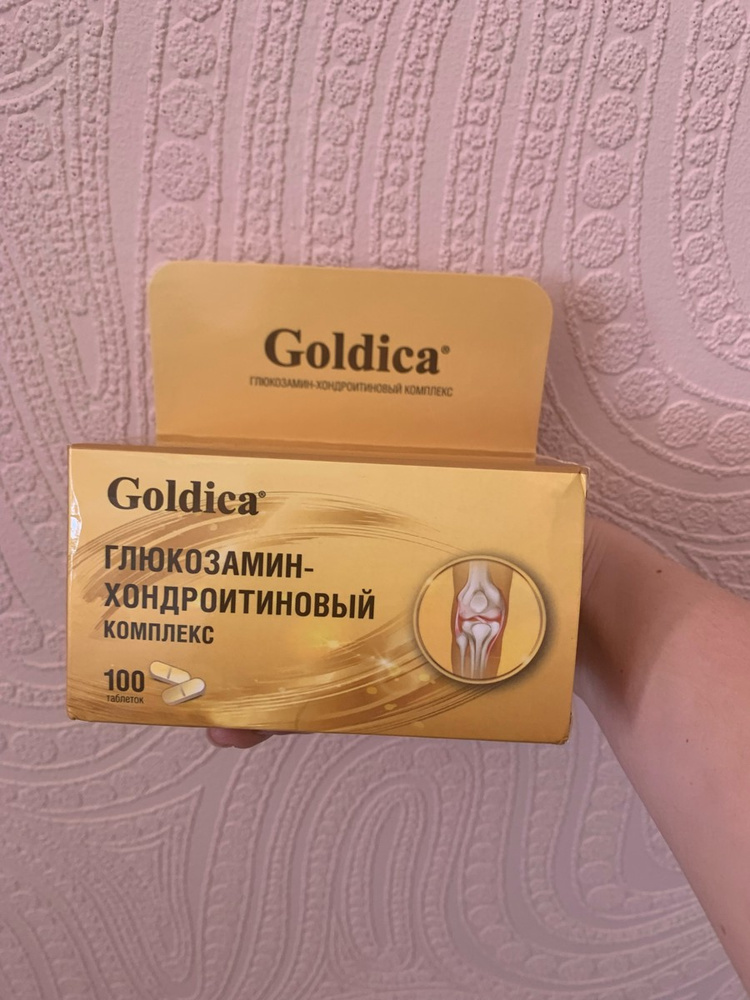 Goldica®
ГЛЮКОЗАМИН-ХОНДРОИТИНОВЫЙ КОМПЛЕКС
Goldica®
ГЛЮКОЗАМИН-
ХОНДРОИТИНОВЫЙ
КОМПЛЕКС
100
таблеток